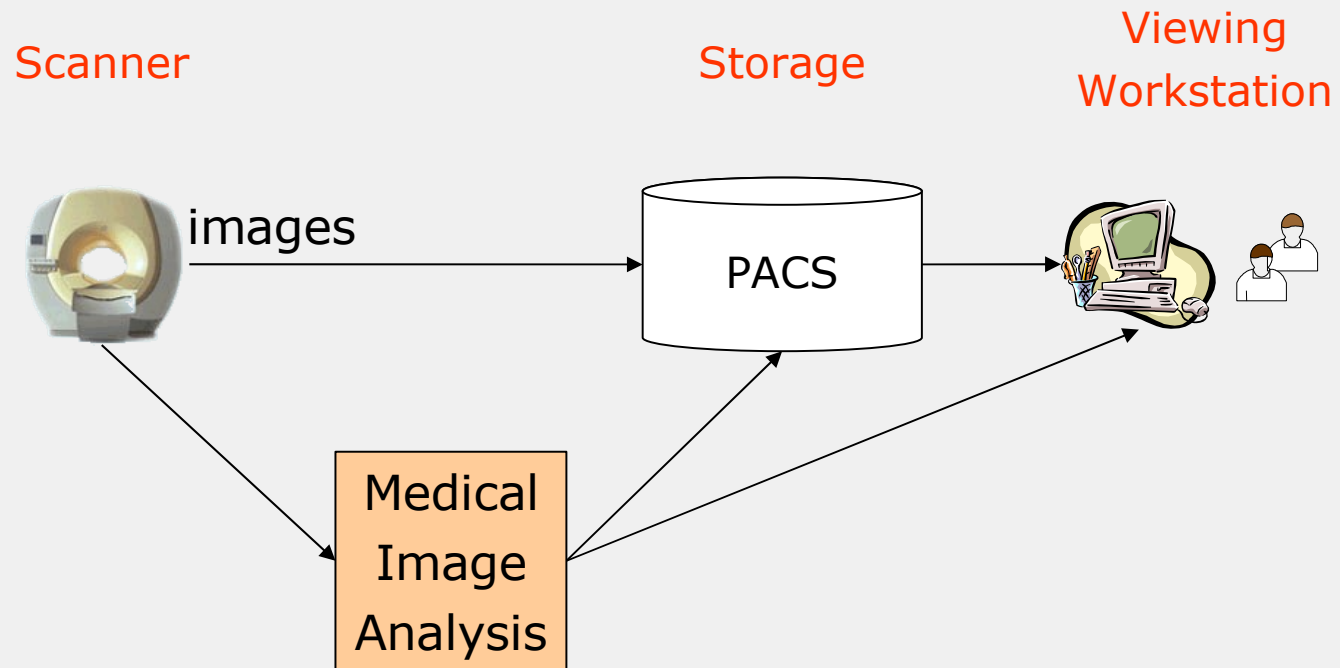 Scanner
Storage
Viewing
Workstation
images
PACS
Medical
Image
Analysis